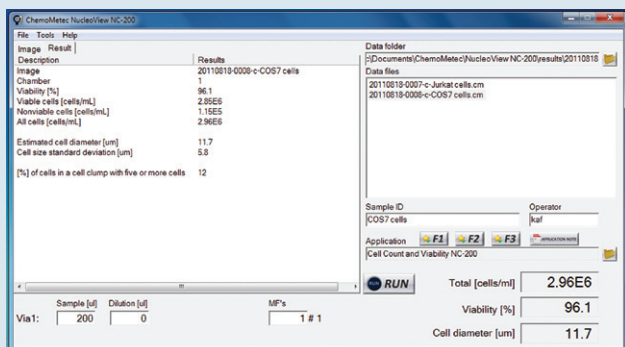 ChemoMetec NucleoView NC-200
File Tools Help
Image Result
Description Results
Image 20110818-0008-c-COS7 cells
Chamber 1
Viability [%] 96.1
Viable cells [cells/mL] 2.85E6
Nonviable cells [cells/mL] 1.15E5
All cells [cells/mL] 2.96E6
Estimated cell diameter [um] 11.7
Cell size standard deviation [um] 5.8
[%] of cells in a cell clump with five or more cells 12
Sample [ul] Dilution [ul] MF's
Via1: 200 0 1 # 1
Data folder
:\Documents\ChemoMetec\NucleoView NC-200\results\20110818
Data files
20110818-0007-c-Jurkat cells.cm
20110818-0008-c-COS7 cells.cm
Sample ID Operator
COS7 cells kaf
Application F1 F2 F3 APPLICATION NOTE
Cell Count and Viability NC-200
RUN
Total [cells/ml] 2.96E6
Viability [%] 96.1
Cell diameter [um] 11.7